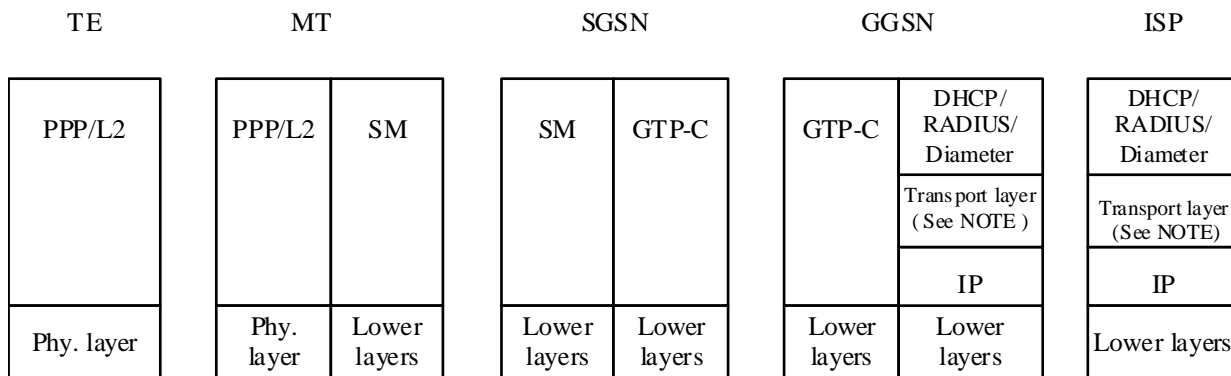 TE
MT
SGSN
GGSN
ISP
PPP/L2
PPP/L2
SM
SM
GTP-C
GTP-C
DHCP/
RADIUS/
Diameter
DHCP/
RADIUS/
Diameter
Transport layer
( See NOTE )
Transport layer
(See NOTE)
IP
IP
Phy. layer
Phy.
layer
Lower
layers
Lower
layers
Lower
layers
Lower
layers
Lower
layers
Lower layers